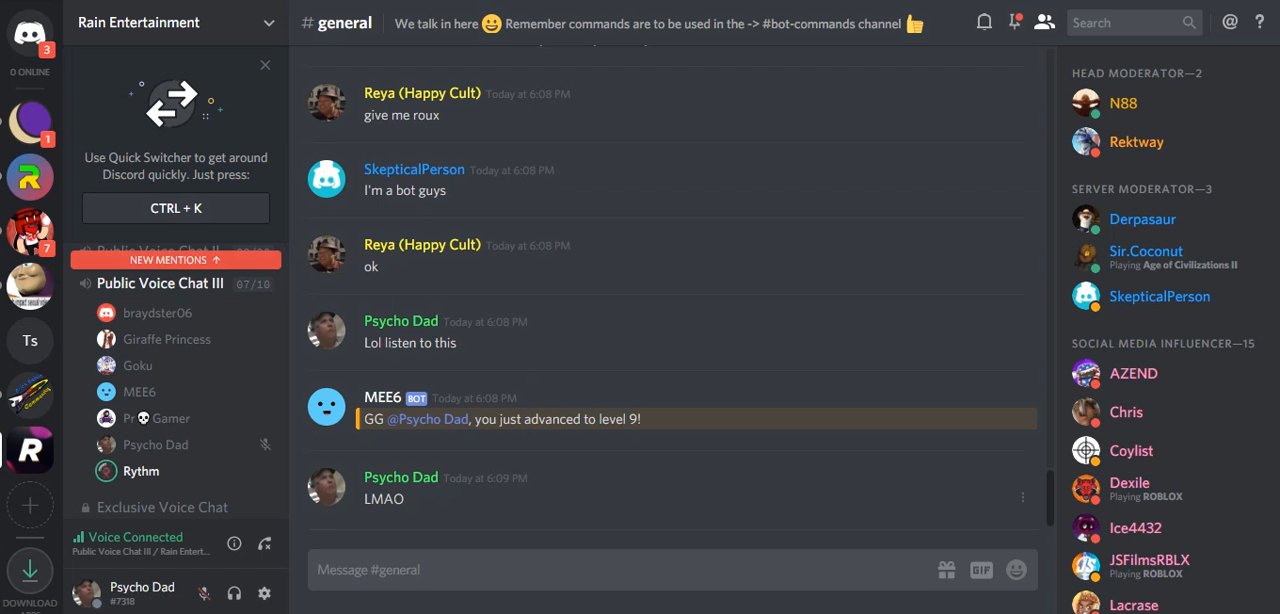 3
0 ONLINE
1
R
7
Ts
R
DOWNLOAD
Rain Entertainment
Use Quick Switcher to get around
Discord quickly. Just press:
CTRL + K
NEW MENTIONS ↑
Public Voice Chat III 07/10
braydster06
Giraffe Princess
Goku
MEE6
Pr💀Gamer
Psycho Dad
Rythm
Exclusive Voice Chat
Voice Connected
Public Voice Chat III / Rain Entert...
Psycho Dad
#7318
# general We talk in here 😀 Remember commands are to be used in the -> #bot-commands channel 👍
Search @ ?
Reya (Happy Cult) Today at 6:08 PM
give me roux
SkepticalPerson Today at 6:08 PM
I'm a bot guys
Reya (Happy Cult) Today at 6:08 PM
ok
Psycho Dad Today at 6:08 PM
Lol listen to this
MEE6 BOT Today at 6:08 PM
GG @Psycho Dad, you just advanced to level 9!
Psycho Dad Today at 6:09 PM
LMAO
Message #general GIF
HEAD MODERATOR—2
N88
Rektway
SERVER MODERATOR—3
Derpasaur
Sir.Coconut
Playing Age of Civilizations II
SkepticalPerson
SOCIAL MEDIA INFLUENCER—15
AZEND
Chris
Coylist
Dexile
Playing ROBLOX
Ice4432
JSFilmsRBLX
Playing ROBLOX
Lacrase